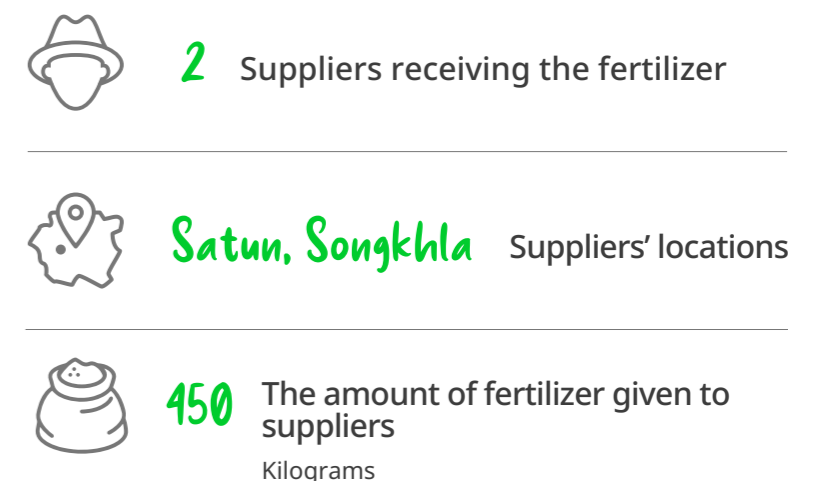 2 Suppliers receiving the fertilizer
Satun, Songkhla Suppliers’ locations
450 The amount of fertilizer given to
suppliers
Kilograms